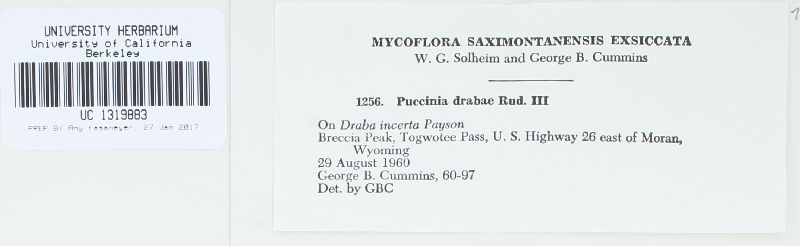 UNIVERSITY HERBARIUM
University of California
Berkeley
UC 1319883
PREP BY Amy 27 Jan 2017
MYCOFLORA SAXIMONTANENSIS EXSICCATA
W. G. Solheim and George B. Cummins
1256. Puccinia drabae Rud. III
On Draba incerta Payson
Breccia Peak, Togwotee Pass, U. S. Highway 26 east of Moran,
Wyoming
29 August 1960
George B. Cummins, 60-97
Det. by GBC